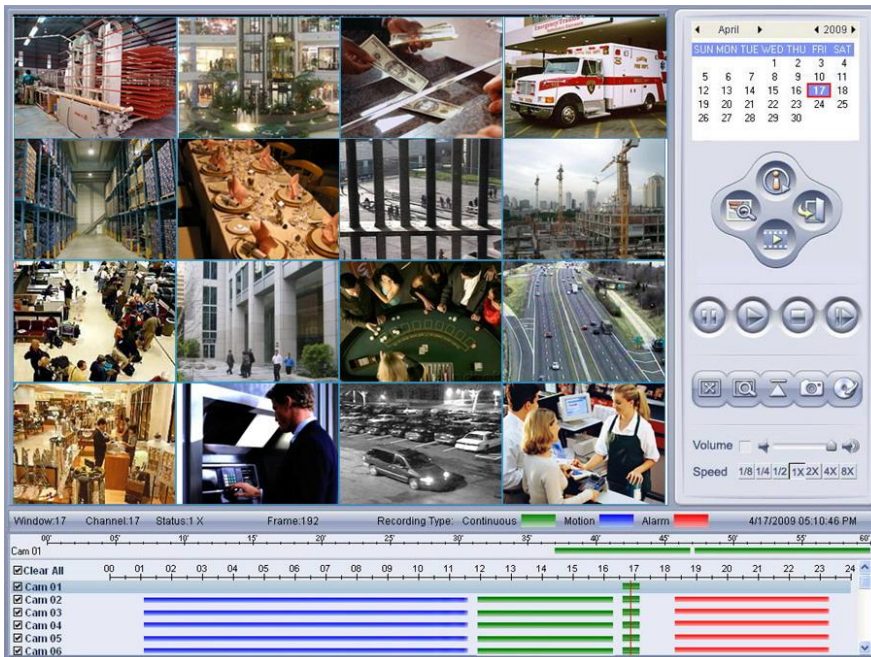 EmergencyTrauma
April 2009
SUN MON TUE WED THU FRI SAT
1 2 3 4
5 6 7 8 9 10 11
12 13 14 15 16 17 18
19 20 21 22 23 24 25
26 27 28 29 30
Volume
Speed 1/8 1/4 1/2 1X 2X 4X 8X
Window:17 Channel:17 Status:1 X Frame:192 Recording Type: Continuous Motion Alarm 4/17/2009 05:10:46 PM
00' 05' 10' 15' 20' 25' 30' 35' 40' 45' 50' 55' 60'
Cam 01
Clear All 00 01 02 03 04 05 06 07 08 09 10 11 12 13 14 15 16 17 18 19 20 21 22 23 24
Cam 01
Cam 02
Cam 03
Cam 04
Cam 05
Cam 06